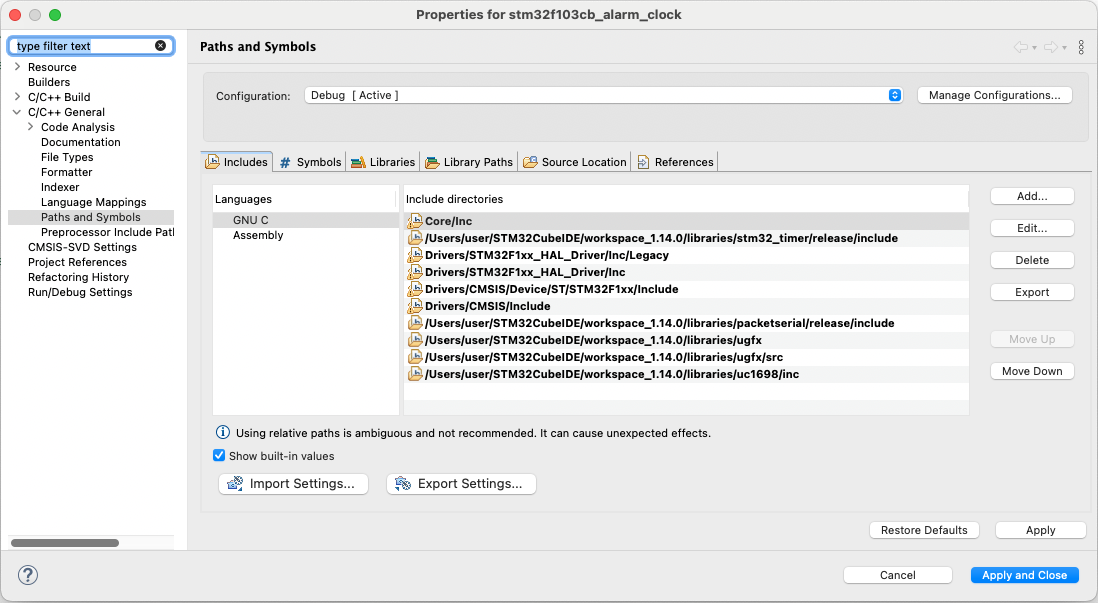 Properties for stm32f103cb_alarm_clock
type filter text
Resource
Builders
C/C++ Build
C/C++ General
Code Analysis
Documentation
File Types
Formatter
Indexer
Language Mappings
Paths and Symbols
Preprocessor Include Pat
CMSIS-SVD Settings
Project References
Refactoring History
Run/Debug Settings
Paths and Symbols
Configuration:
Debug [ Active ]
Manage Configurations...
Includes
# Symbols
Libraries
Library Paths
Source Location
References
Languages
GNU C
Assembly
Include directories
Core/Inc
/Users/user/STM32CubeIDE/workspace_1.14.0/libraries/stm32_timer/release/include
Drivers/STM32F1xx_HAL_Driver/Inc/Legacy
Drivers/STM32F1xx_HAL_Driver/Inc
Drivers/CMSIS/Device/ST/STM32F1xx/Include
Drivers/CMSIS/Include
/Users/user/STM32CubeIDE/workspace_1.14.0/libraries/packetserial/release/include
/Users/user/STM32CubeIDE/workspace_1.14.0/libraries/ugfx
/Users/user/STM32CubeIDE/workspace_1.14.0/libraries/ugfx/src
/Users/user/STM32CubeIDE/workspace_1.14.0/libraries/uc1698/inc
Add...
Edit...
Delete
Export
Move Up
Move Down
Using relative paths is ambiguous and not recommended. It can cause unexpected effects.
Show built-in values
Import Settings...
Export Settings...
Restore Defaults
Apply
?
Cancel
Apply and Close